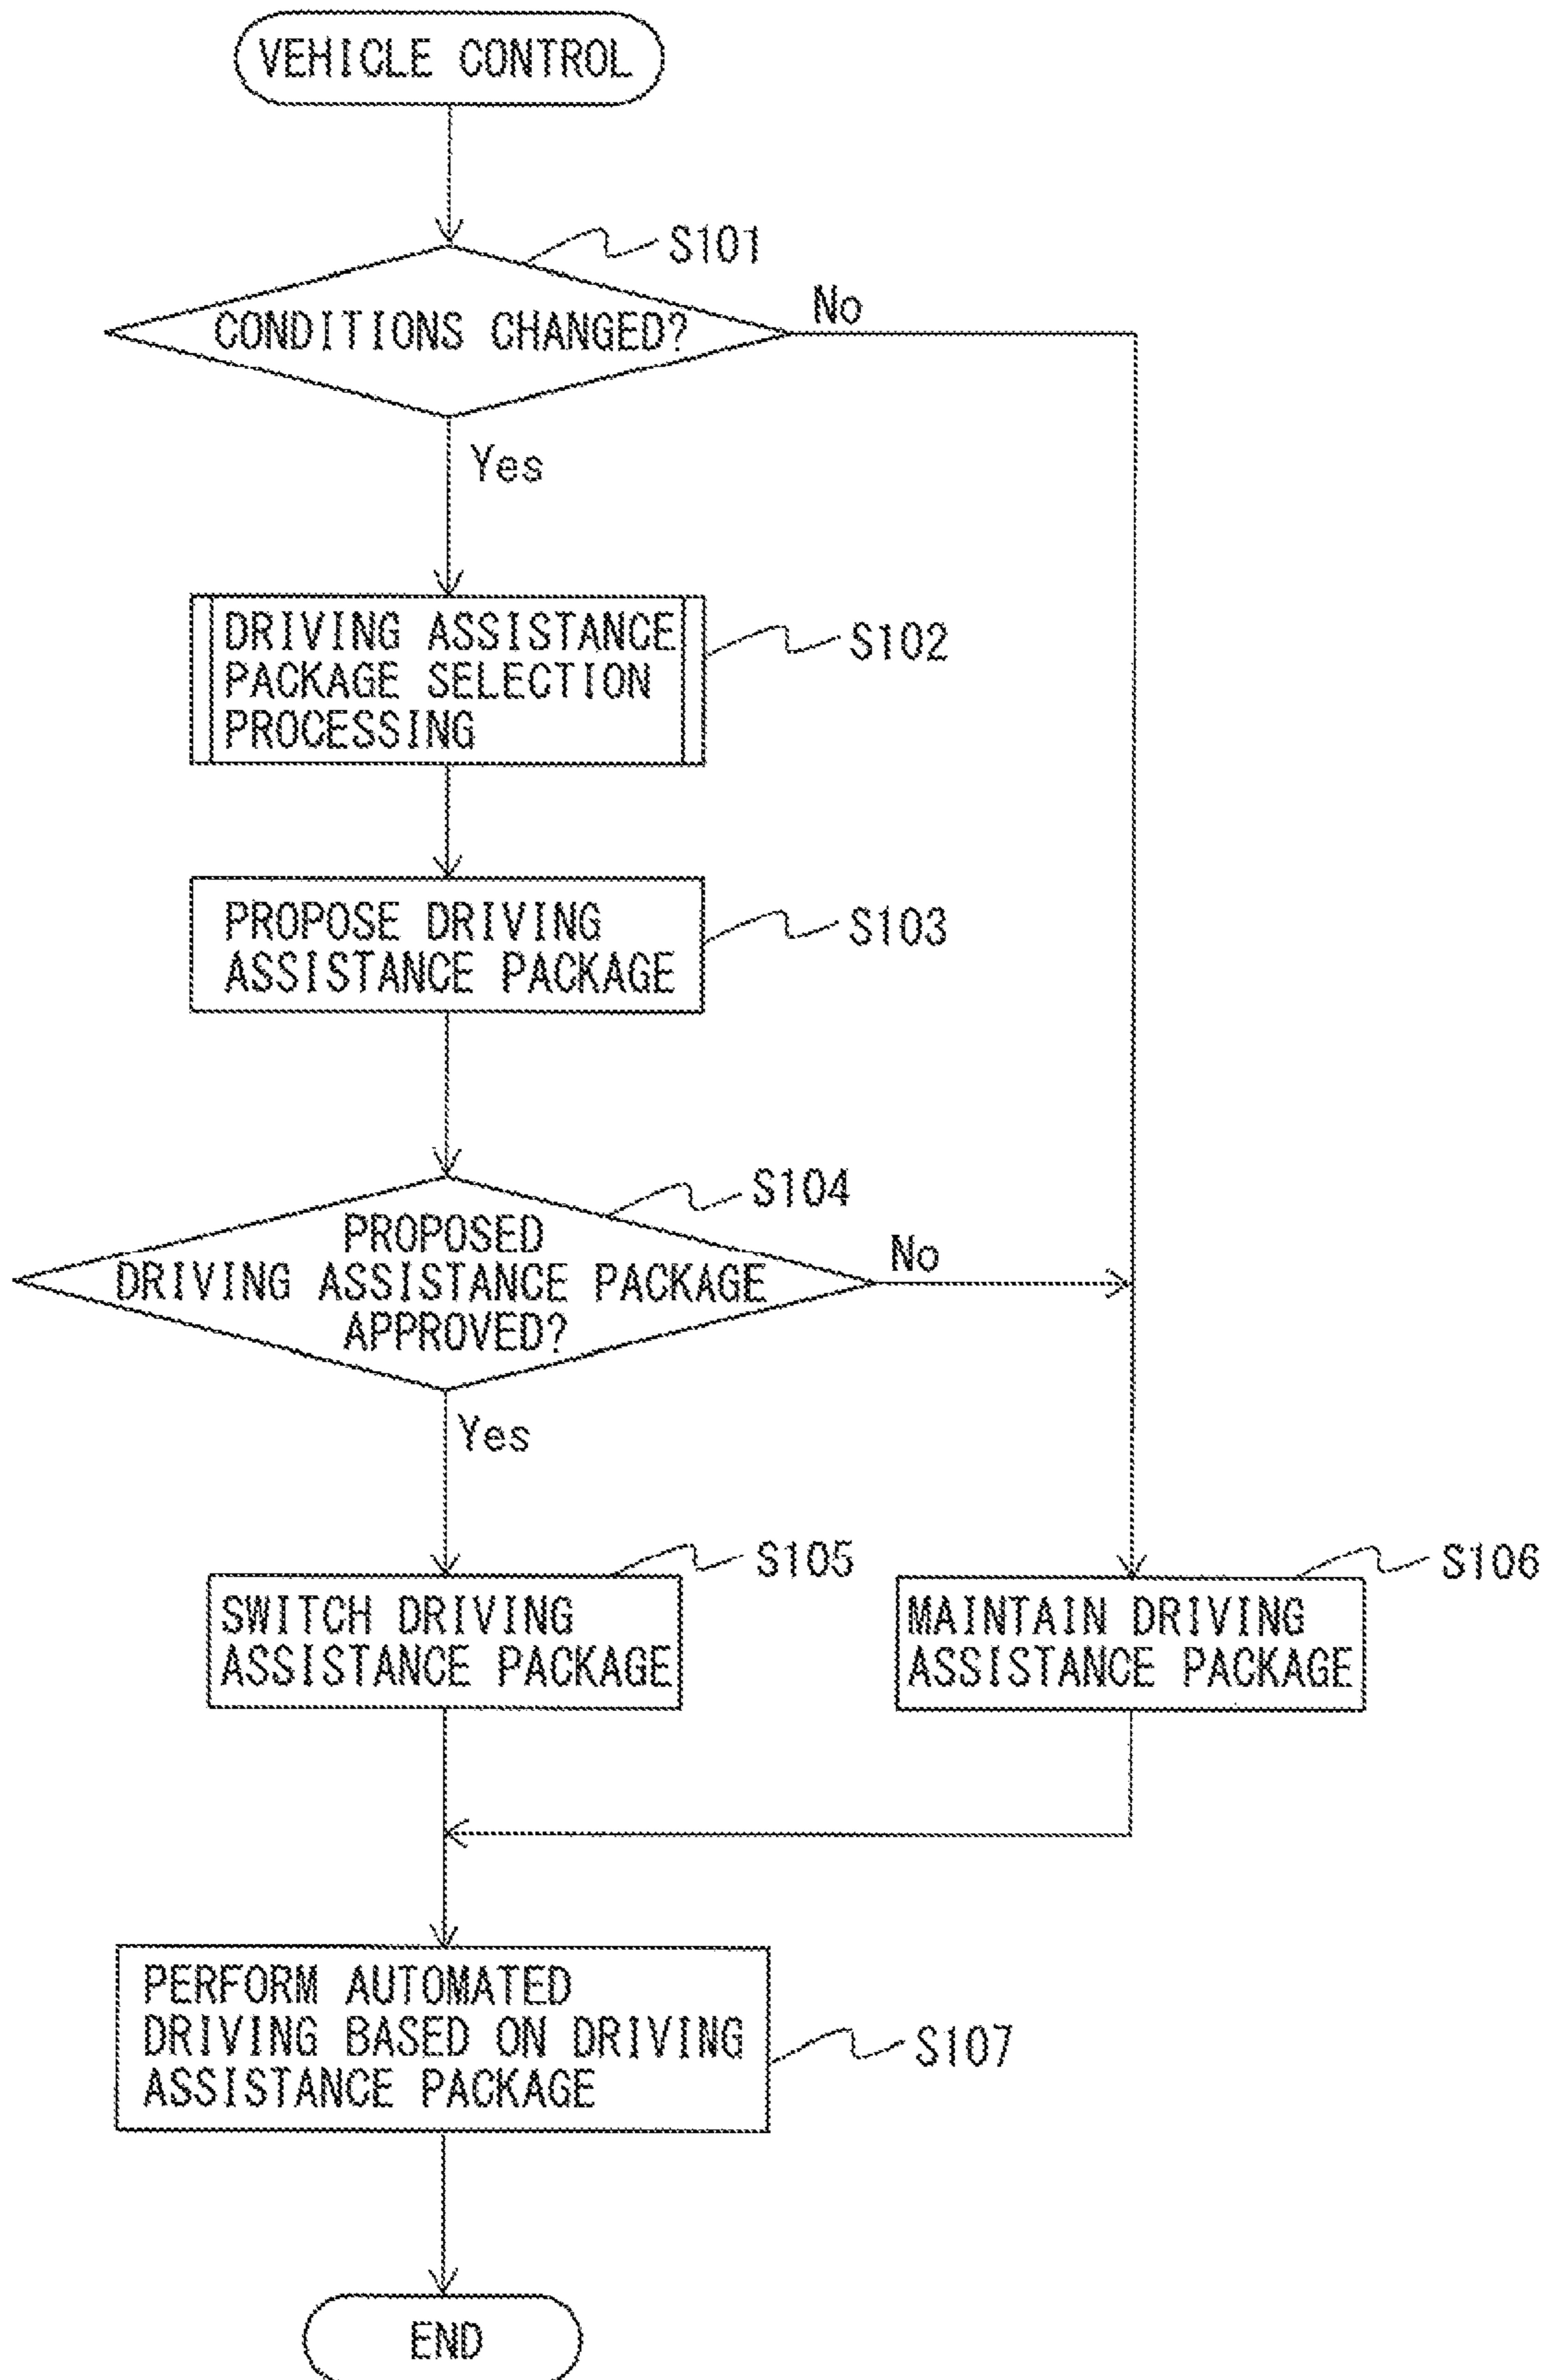 VEHICLE CONTROL
S101
CONDITIONS CHANGED?
No
Yes
DRIVING ASSISTANCE
PACKAGE SELECTION
PROCESSING
S102
PROPOSE DRIVING
ASSISTANCE PACKAGE
S103
S104
PROPOSED
DRIVING ASSISTANCE PACKAGE
APPROVED?
No
Yes
S105
SWITCH DRIVING
ASSISTANCE PACKAGE
S106
MAINTAIN DRIVING
ASSISTANCE PACKAGE
PERFORM AUTOMATED
DRIVING BASED ON DRIVING
ASSISTANCE PACKAGE
S107
END